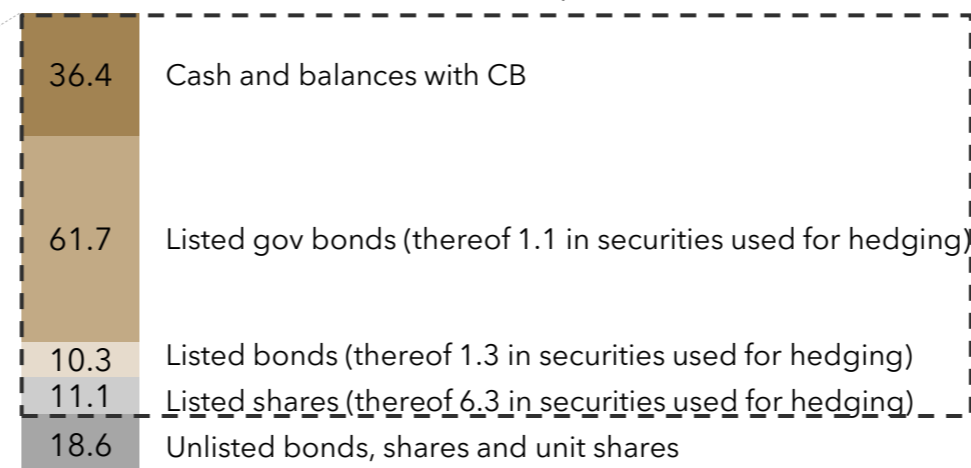 36.4 Cash and balances with CB
61.7 Listed gov bonds (thereof 1.1 in securities used for hedging)
10.3 Listed bonds (thereof 1.3 in securities used for hedging)
11.1 Listed shares (thereof 6.3 in securities used for hedging)
18.6 Unlisted bonds, shares and unit shares